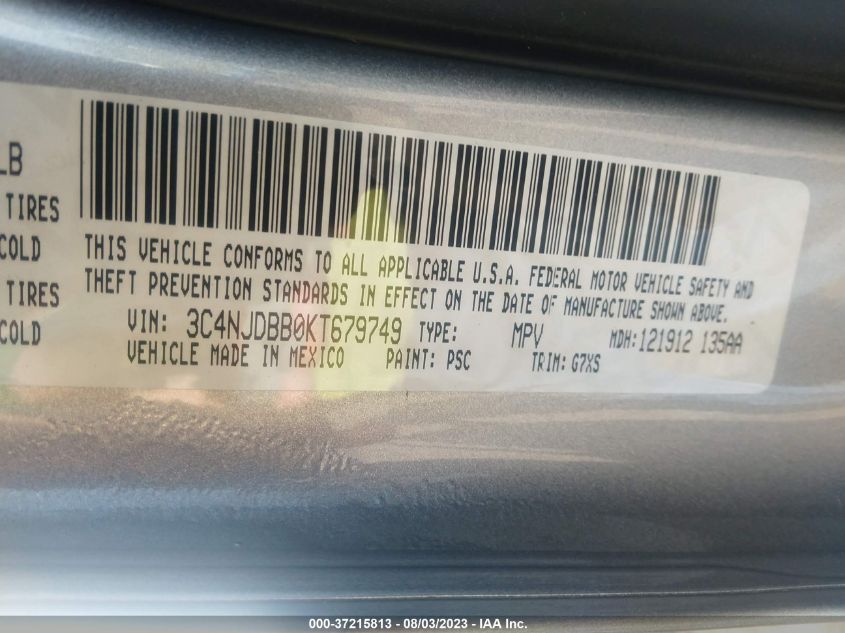 LB
TIRES
COLD
TIRES
COLD
THIS VEHICLE CONFORMS TO ALL APPLICABLE U.S.A. FEDERAL MOTOR VEHICLE SAFETY AND
THEFT PREVENTION STANDARDS IN EFFECT ON THE DATE OF MANUFACTURE SHOWN ABOVE.
VIN: 3C4NJDBB0KT679749 TYPE: MPV MDH: 121912 135AA
VEHICLE MADE IN MEXICO PAINT: PSC TRIM: G7XS
000-37215813 - 08/03/2023 - IAA Inc.